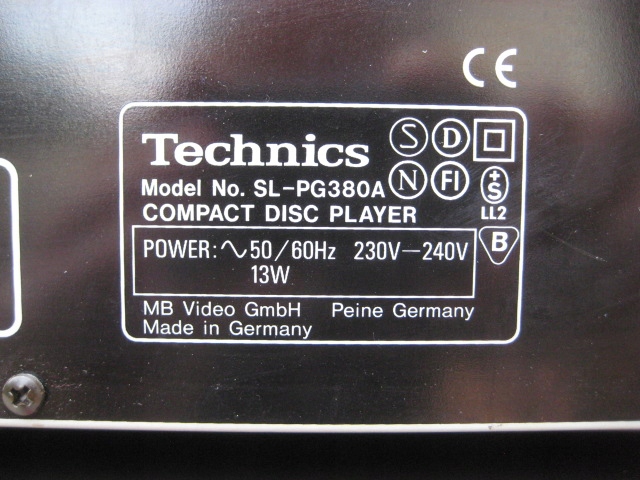 CE
Technics
S D
Model No. SL-PG380A N FI
+S
COMPACT DISC PLAYER LL2
POWER: ∿50/60Hz 230V—240V B
13W
MB Video GmbH Peine Germany
Made in Germany